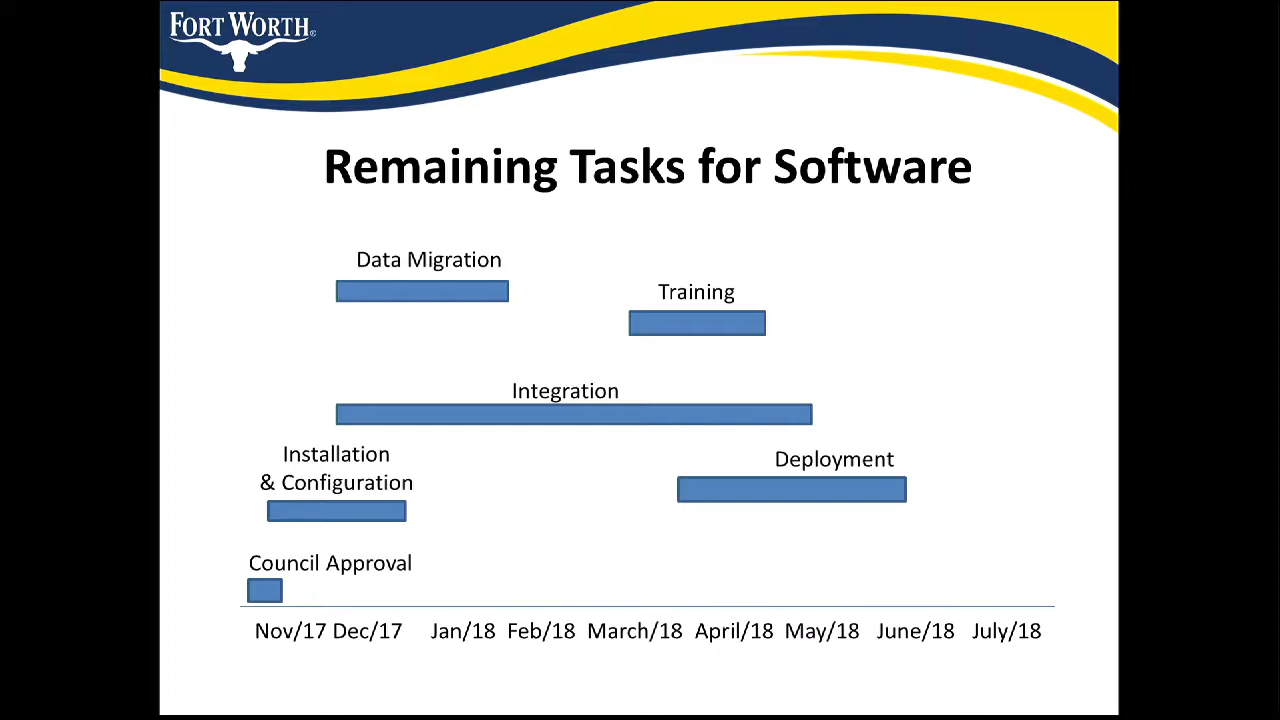 FORT WORTH®
Remaining Tasks for Software
Data Migration
Training
Integration
Installation
& Configuration
Deployment
Council Approval
Nov/17 Dec/17 Jan/18 Feb/18 March/18 April/18 May/18 June/18 July/18